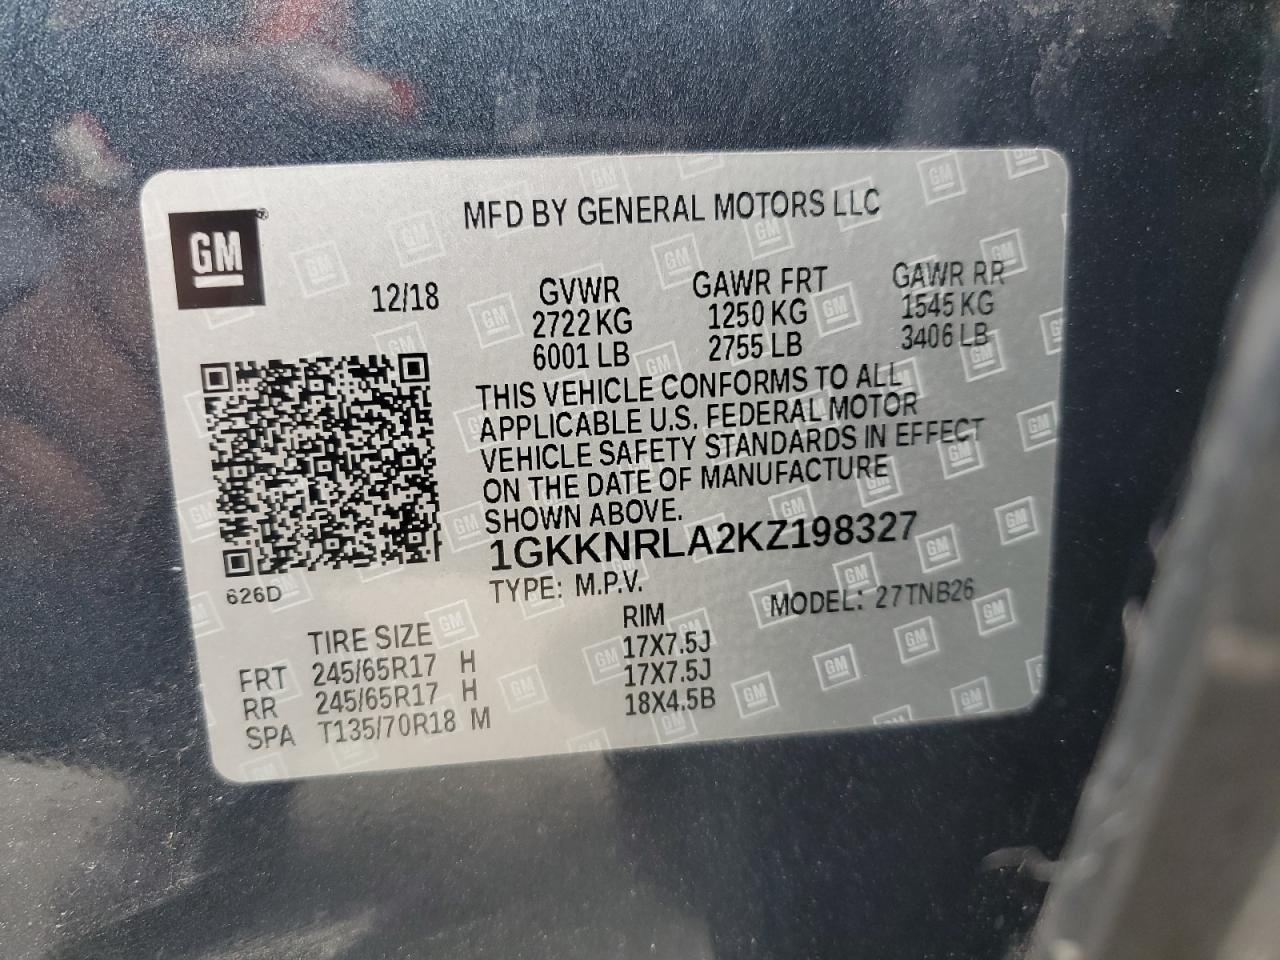 GM
MFD BY GENERAL MOTORS LLC
12/18
GVWR GAWR FRT GAWR RR
2722 KG 1250 KG 1545 KG
6001 LB 2755 LB 3406 LB
THIS VEHICLE CONFORMS TO ALL
APPLICABLE U.S. FEDERAL MOTOR
VEHICLE SAFETY STANDARDS IN EFFECT
ON THE DATE OF MANUFACTURE
SHOWN ABOVE.
1GKKNRLA2KZ198327
626D
TYPE: M.P.V. MODEL: 27TNB26
TIRE SIZE RIM
FRT 245/65R17 H 17X7.5J
RR 245/65R17 H 17X7.5J
SPA T135/70R18 M 18X4.5B